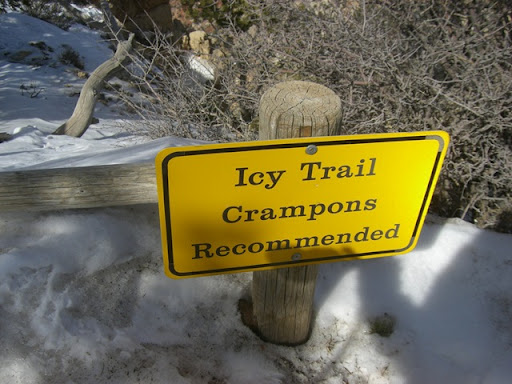 Icy Trail
Crampons
Recommended